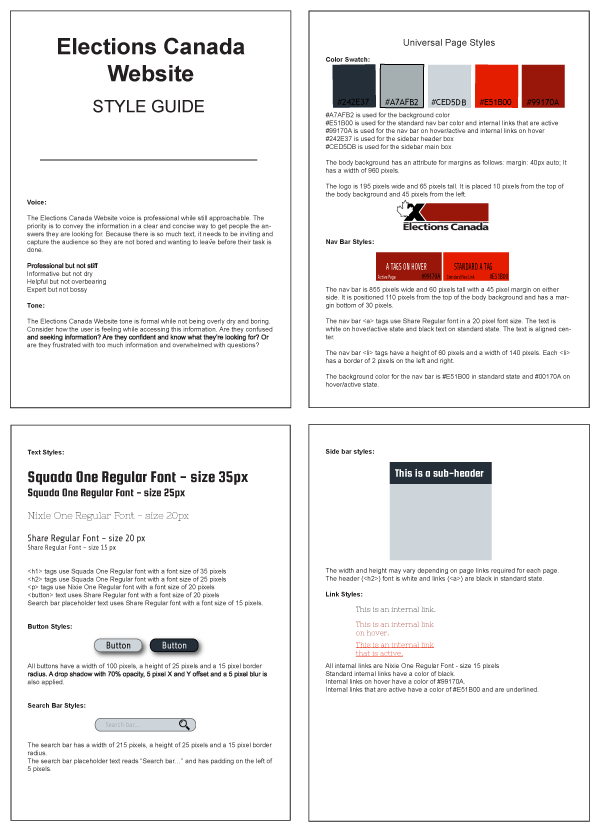 Elections Canada
Website
STYLE GUIDE
Voice:
The Elections Canada Website voice is professional while still approachable. The
priority is to convey the information in a clear and concise way to get people the an-
swers they are looking for. Because there is so much text, it needs to be inviting and
capture the audience so they are not bored and wanting to leave before their task is
done.
Professional but not stiff
Informative but not dry
Helpful but not overbearing
Expert but not bossy
Tone:
The Elections Canada Website tone is formal while not being overly dry and boring.
Consider how the user is feeling while accessing this information. Are they confused
and seeking information? Are they confident and know what they're looking for? Or
are they frustrated with too much information and overwhelmed with questions?
Universal Page Styles
Color Swatch:
#242E37 #A7AFB2 #CED5DB #E51B00 #99170A
#A7AFB2 is used for the background color
#E51B00 is used for the standard nav bar color and internal links that are active
#99170A is used for the nav bar on hover/active and internal links on hover
#242E37 is used for the sidebar header box
#CED5DB is used for the sidebar main box
The body background has an attribute for margins as follows: margin: 40px auto; It
has a width of 960 pixels.
The logo is 195 pixels wide and 65 pixels tall. It is placed 10 pixels from the top of
the body background and 45 pixels from the left.
Elections Canada
Nav Bar Styles:
A TAGS ON HOVER STANDARD A TAG
Active Page #99170A Standard Nav Link #E51B00
The nav bar is 855 pixels wide and 60 pixels tall with a 45 pixel margin on either
side. It is positioned 110 pixels from the top of the body background and has a mar-
gin bottom of 30 pixels.
The nav bar <a> tags use Share Regular font in a 20 pixel font size. The text is
white on hover/active state and black text on standard state. The text is aligned cen-
ter.
The nav bar <li> tags have a height of 60 pixels and a width of 140 pixels. Each <li>
has a border of 2 pixels on the left and right.
The background color for the nav bar is #E51B00 in standard state and #00170A on
hover/active state.
Text Styles:
Squada One Regular Font - size 35px
Squada One Regular Font - size 25px
Nixie One Regular Font - size 20px
Share Regular Font - size 20 px
Share Regular Font - size 15 px
<h1> tags use Squada One Regular font with a font size of 35 pixels
<h2> tags use Squada One Regular font with a font size of 25 pixels
<p> tags use Nixie One Regular font with a font size of 20 pixels
<button> text uses Share Regular font with a font size of 20 pixels
Search bar placeholder text uses Share Regular font with a font size of 15 pixels.
Button Styles:
Button Button
All buttons have a width of 100 pixels, a height of 25 pixels and a 15 pixel border
radius. A drop shadow with 70% opacity, 5 pixel X and Y offset and a 5 pixel blur is
also applied.
Search Bar Styles:
Search bar...
The search bar has a width of 215 pixels, a height of 25 pixels and a 15 pixel border
radius.
The search bar placeholder text reads "Search bar..." and has padding on the left of
5 pixels.
Side bar styles:
This is a sub-header
The width and height may vary depending on page links required for each page.
The header (<h2>) font is white and links (<a>) are black in standard state.
Link Styles:
This is an internal link.
This is an internal link
on hover.
This is an internal link
that is active.
All internal links are Nixie One Regular Font - size 15 pixels
Standard internal links have a color of black.
Internal links on hover have a color of #99170A.
Internal links that are active have a color of #E51B00 and are underlined.